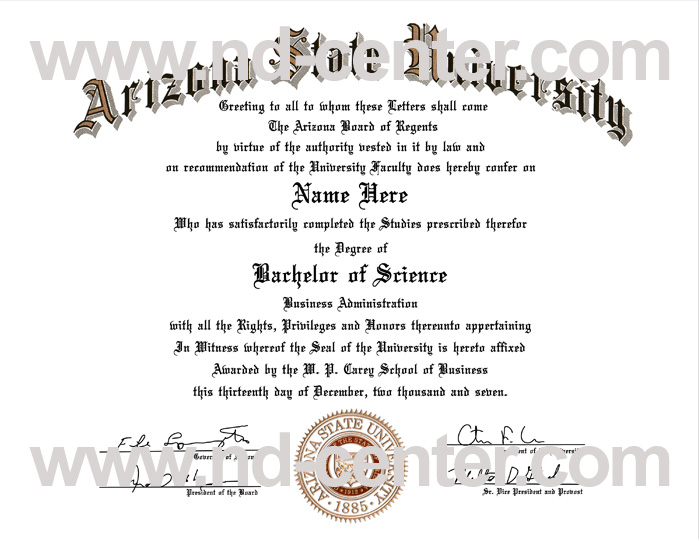 www.nd-center.com
Arizona State University
Greeting to all to whom these Letters shall come
The Arizona Board of Regents
by virtue of the authority vested in it by law and
on recommendation of the University Faculty does hereby confer on
Name Here
Who has satisfactorily completed the Studies prescribed therefor
the Degree of
Bachelor of Science
Business Administration
with all the Rights, Privileges and Honors thereunto appertaining
In Witness whereof the Seal of the University is hereto affixed
Awarded by the W. P. Carey School of Business
this thirteenth day of December, two thousand and seven.
ARIZONA STATE UNIVERSITY
1912
1885
Governor of
www.nd-center.com
President of the Board
Sr. Vice President and Provost